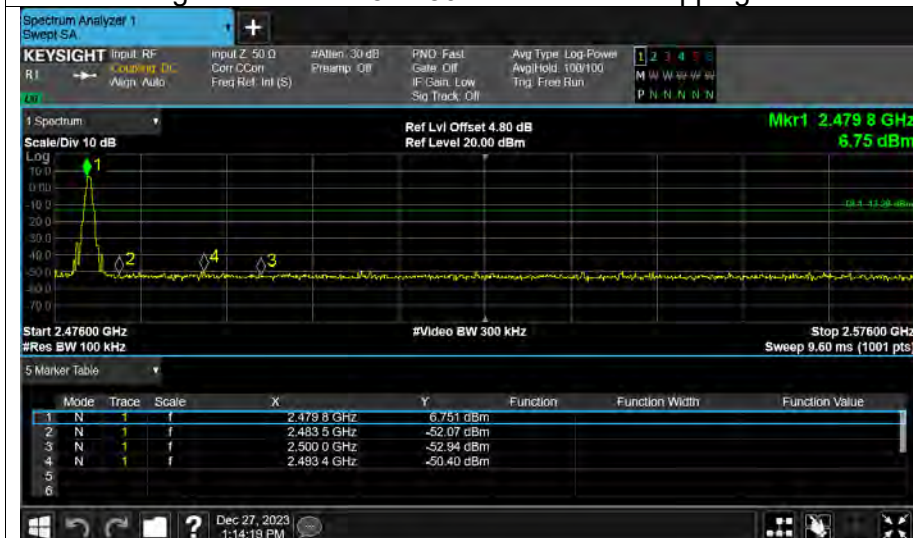 Spectrum Analyzer 1
Swept SA
+
KEYSIGHT Input: RF Input Z: 50 Ω #Atten: 30 dB PNO: Fast Avg Type: Log-Power 1 2 3 4 5 6
R L Coupling: DC Corr CCorr Preamp: Off Gate: Off Avg|Hold: 100/100 M W W W W W
Align: Auto Freq Ref: Int (S) IF Gain: Low Trig: Free Run
Sig Track: Off P N N N N N
1 Spectrum Ref Lvl Offset 4.80 dB Mkr1 2.479 8 GHz
Scale/Div 10 dB Ref Level 20.00 dBm 6.75 dBm
Log
10.0
0.00
-10.0
-20.0
-30.0
-40.0
-50.0
-60.0
-70.0
1
2
4
3
DL1 -13.29 dBm
Start 2.47600 GHz #Video BW 300 kHz Stop 2.57600 GHz
#Res BW 100 kHz Sweep 9.60 ms (1001 pts)
5 Marker Table
Mode Trace Scale X Y Function Function Width Function Value
1 N 1 f 2.479 8 GHz 6.751 dBm
2 N 1 f 2.483 5 GHz -52.07 dBm
3 N 1 f 2.500 0 GHz -52.94 dBm
4 N 1 f 2.493 4 GHz -50.40 dBm
5
6
? Dec 27, 2023
1:14:19 PM